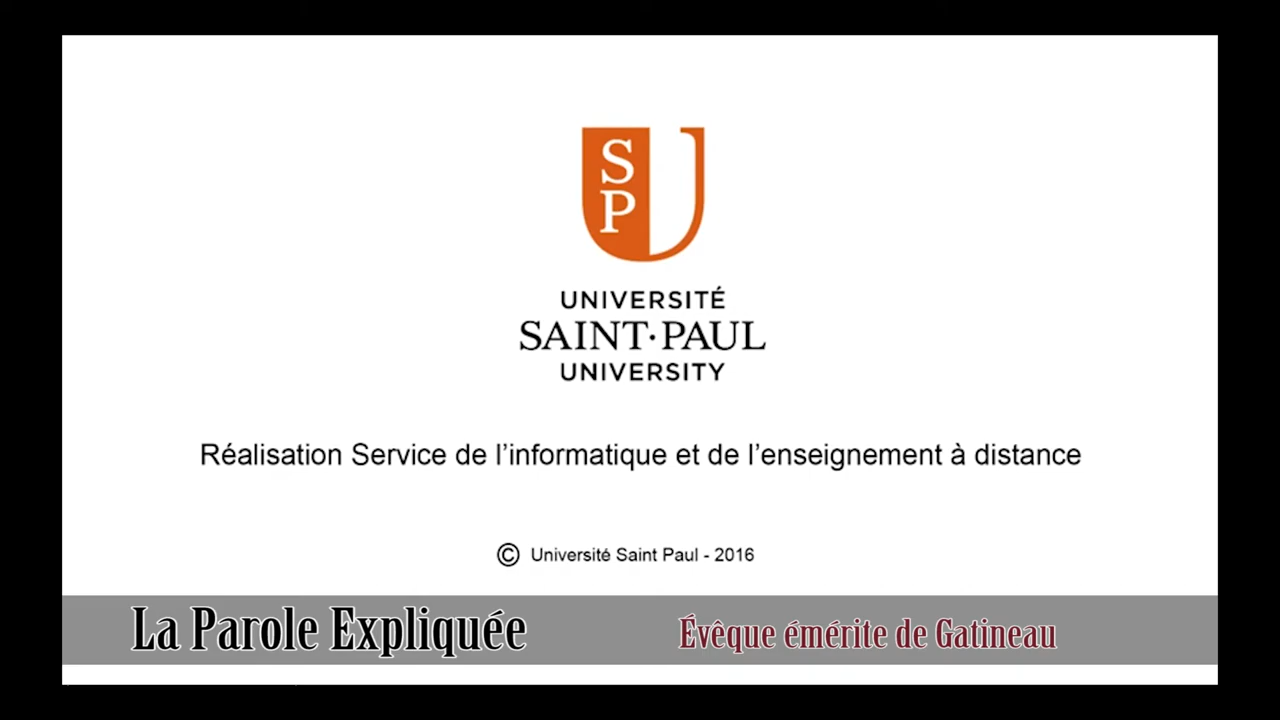 SP
UNIVERSITÉ
SAINT·PAUL
UNIVERSITY
Réalisation Service de l’informatique et de l’enseignement à distance
© Université Saint Paul - 2016
La Parole Expliquée
Évêque émérite de Gatineau